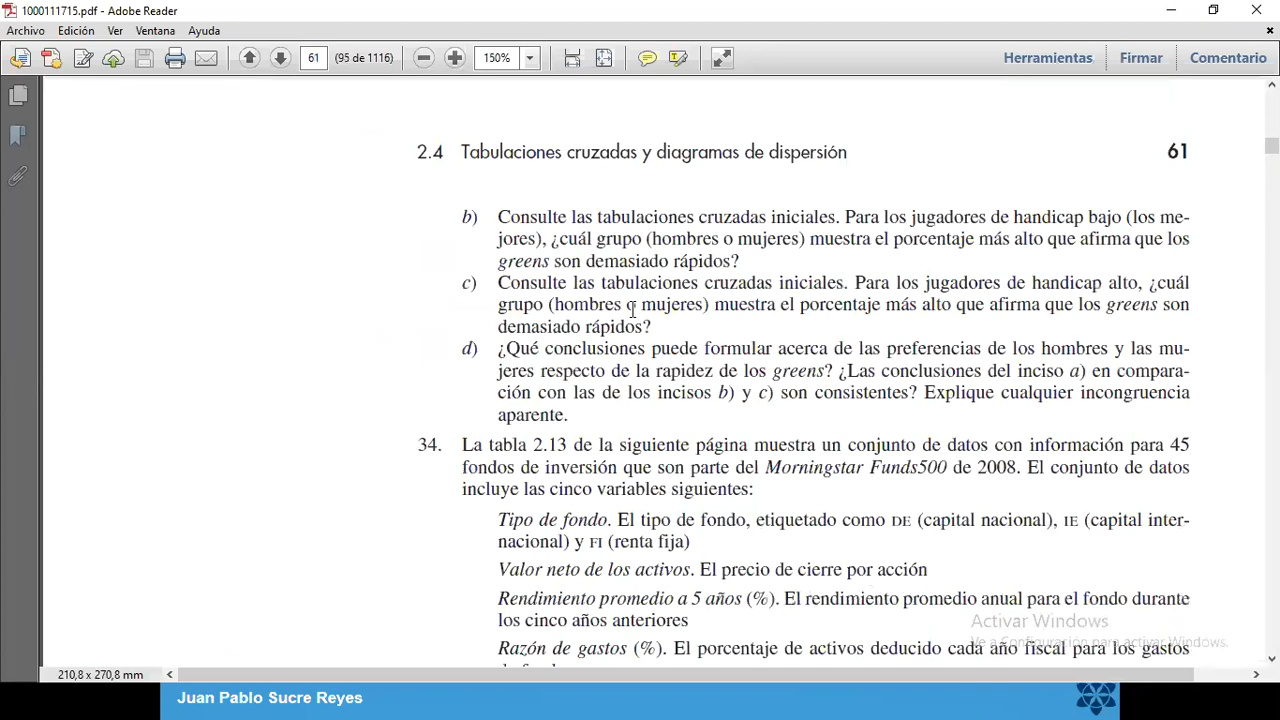 1000111715.pdf - Adobe Reader
Archivo Edición Ver Ventana Ayuda
61 (95 de 1116) 150% Herramientas Firmar Comentario
2.4 Tabulaciones cruzadas y diagramas de dispersión 61
b) Consulte las tabulaciones cruzadas iniciales. Para los jugadores de handicap bajo (los me-
jores), ¿cuál grupo (hombres o mujeres) muestra el porcentaje más alto que afirma que los
greens son demasiado rápidos?
c) Consulte las tabulaciones cruzadas iniciales. Para los jugadores de handicap alto, ¿cuál
grupo (hombres o mujeres) muestra el porcentaje más alto que afirma que los greens son
demasiado rápidos?
d) ¿Qué conclusiones puede formular acerca de las preferencias de los hombres y las mu-
jeres respecto de la rapidez de los greens? ¿Las conclusiones del inciso a) en compara-
ción con las de los incisos b) y c) son consistentes? Explique cualquier incongruencia
aparente.
34. La tabla 2.13 de la siguiente página muestra un conjunto de datos con información para 45
fondos de inversión que son parte del Morningstar Funds500 de 2008. El conjunto de datos
incluye las cinco variables siguientes:
Tipo de fondo. El tipo de fondo, etiquetado como DE (capital nacional), IE (capital inter-
nacional) y FI (renta fija)
Valor neto de los activos. El precio de cierre por acción
Rendimiento promedio a 5 años (%). El rendimiento promedio anual para el fondo durante
los cinco años anteriores
Activar Windows
Ve a Configuración para activar Windows.
Razón de gastos (%). El porcentaje de activos deducido cada año fiscal para los gastos
210,8 x 270,8 mm
Juan Pablo Sucre Reyes